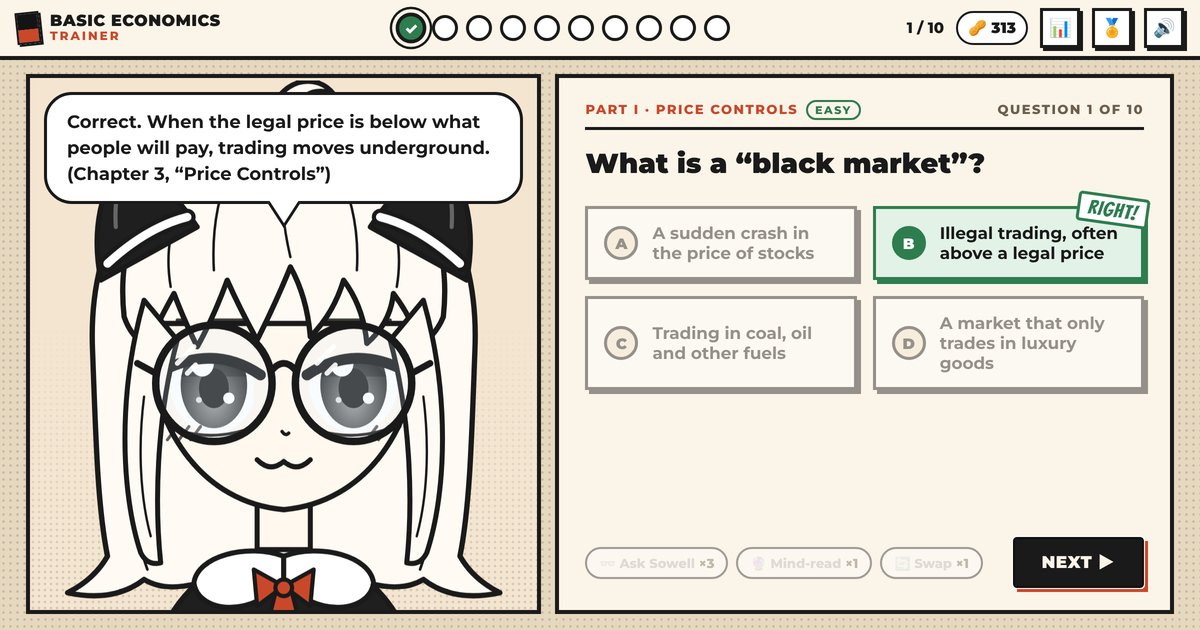 BASIC ECONOMICS
TRAINER
1 / 10
313
Correct. When the legal price is below what
people will pay, trading moves underground.
(Chapter 3, “Price Controls”)
PART I · PRICE CONTROLS
EASY
QUESTION 1 OF 10
What is a “black market”?
A
A sudden crash in
the price of stocks
RIGHT!
B
Illegal trading, often
above a legal price
C
Trading in coal, oil
and other fuels
D
A market that only
trades in luxury
goods
Ask Sowell ×3
Mind-read ×1
Swap ×1
NEXT ▶